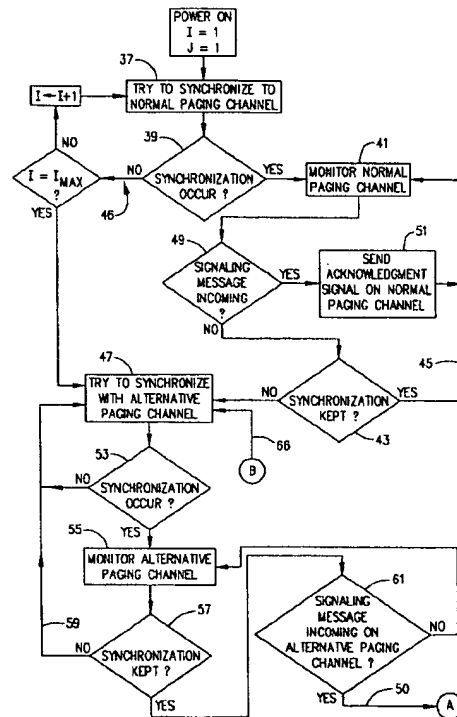 POWER ON
I = 1
J = 1
37
I←I+1
TRY TO SYNCHRONIZE TO
NORMAL PAGING CHANNEL
39
NO
I = I MAX
?
YES
NO
46
SYNCHRONIZATION
OCCUR ?
YES
41
MONITOR NORMAL
PAGING CHANNEL
49
SIGNALING
MESSAGE
INCOMING
?
YES
NO
51
SEND
ACKNOWLEDGMENT
SIGNAL ON NORMAL
PAGING CHANNEL
47
TRY TO SYNCHRONIZE
WITH ALTERNATIVE
PAGING CHANNEL
NO
SYNCHRONIZATION
KEPT ?
YES
45
43
66
B
53
NO
SYNCHRONIZATION
OCCUR ?
YES
55
MONITOR ALTERNATIVE
PAGING CHANNEL
57
59
NO
SYNCHRONIZATION
KEPT ?
YES
61
SIGNALING
MESSAGE
INCOMING ON
ALTERNATIVE PAGING
CHANNEL ?
NO
YES
50
A